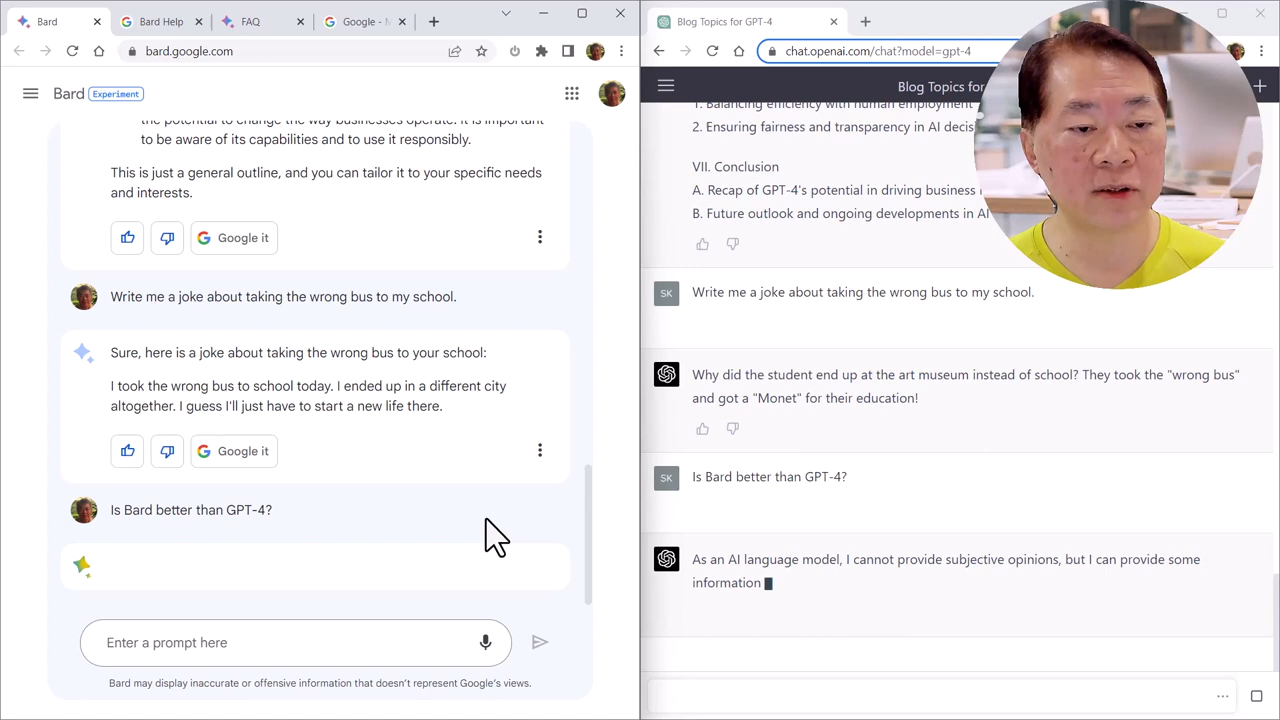 Bard
Bard Help
FAQ
Google - M
bard.google.com
Bard Experiment
the potential to change the way businesses operate. It is important
to be aware of its capabilities and to use it responsibly.
This is just a general outline, and you can tailor it to your specific needs
and interests.
Google it
Write me a joke about taking the wrong bus to my school.
Sure, here is a joke about taking the wrong bus to your school:
I took the wrong bus to school today. I ended up in a different city
altogether. I guess I'll just have to start a new life there.
Google it
Is Bard better than GPT-4?
Enter a prompt here
Bard may display inaccurate or offensive information that doesn't represent Google's views.
Blog Topics for GPT-4
chat.openai.com/chat?model=gpt-4
Blog Topics for
1. Balancing efficiency with human employment
2. Ensuring fairness and transparency in AI decis
VII. Conclusion
A. Recap of GPT-4's potential in driving business
B. Future outlook and ongoing developments in AI
SK
Write me a joke about taking the wrong bus to my school.
Why did the student end up at the art museum instead of school? They took the "wrong bus"
and got a "Monet" for their education!
SK
Is Bard better than GPT-4?
As an AI language model, I cannot provide subjective opinions, but I can provide some
information